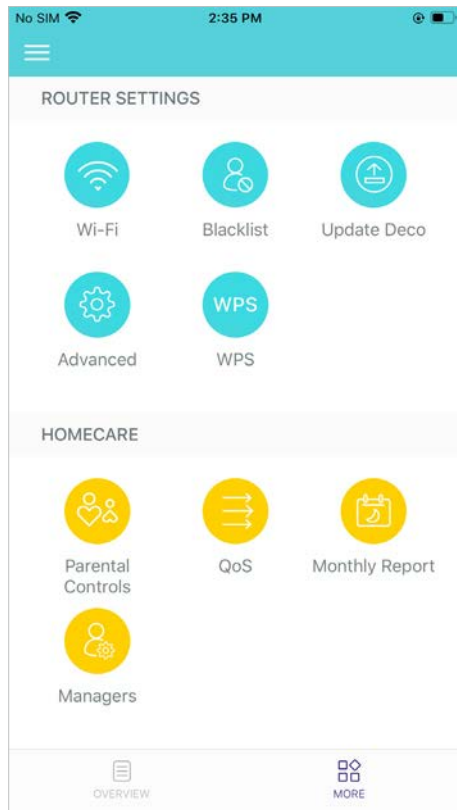 No SIM 2:35 PM
ROUTER SETTINGS
Wi-Fi Blacklist Update Deco
WPS
Advanced WPS
HOMECARE
Parental Controls QoS Monthly Report
Managers
OVERVIEW MORE